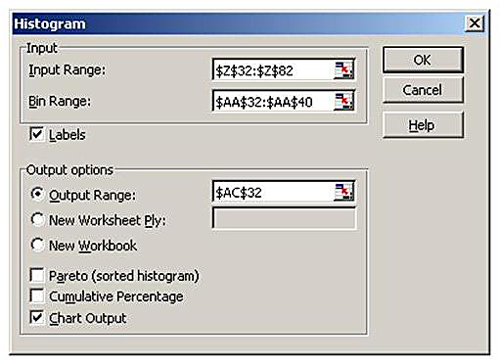 Histogram
Input
Input Range: $Z$32:$Z$82
Bin Range: $AA$32:$AA$40
Labels
OK
Cancel
Help
Output options
Output Range: $AC$32
New Worksheet Ply:
New Workbook
Pareto (sorted histogram)
Cumulative Percentage
Chart Output